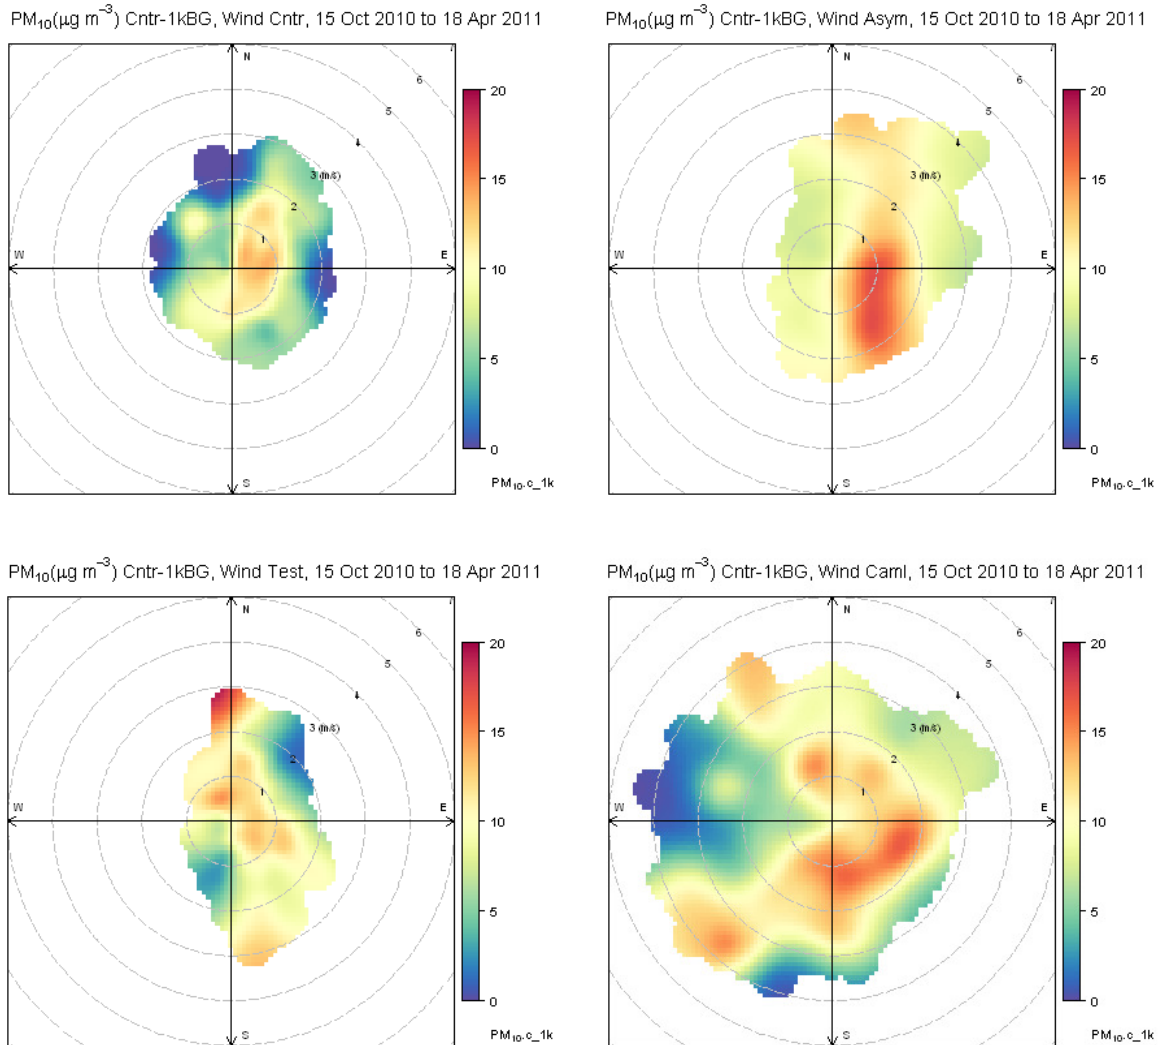 PM₁₀(µg m⁻³) Cntr-1kBG, Wind Cntr, 15 Oct 2010 to 18 Apr 2011
N
6
5
4
3 (m/s)
2
1
W
E
S
20
15
10
5
0
PM₁₀.c_1k
PM₁₀(µg m⁻³) Cntr-1kBG, Wind Asym, 15 Oct 2010 to 18 Apr 2011
N
6
5
4
3 (m/s)
2
1
W
E
S
20
15
10
5
0
PM₁₀.c_1k
PM₁₀(µg m⁻³) Cntr-1kBG, Wind Test, 15 Oct 2010 to 18 Apr 2011
N
6
5
4
3 (m/s)
2
1
W
E
S
20
15
10
5
0
PM₁₀.c_1k
PM₁₀(µg m⁻³) Cntr-1kBG, Wind Caml, 15 Oct 2010 to 18 Apr 2011
N
6
5
4
3 (m/s)
2
1
W
E
S
20
15
10
5
0
PM₁₀.c_1k